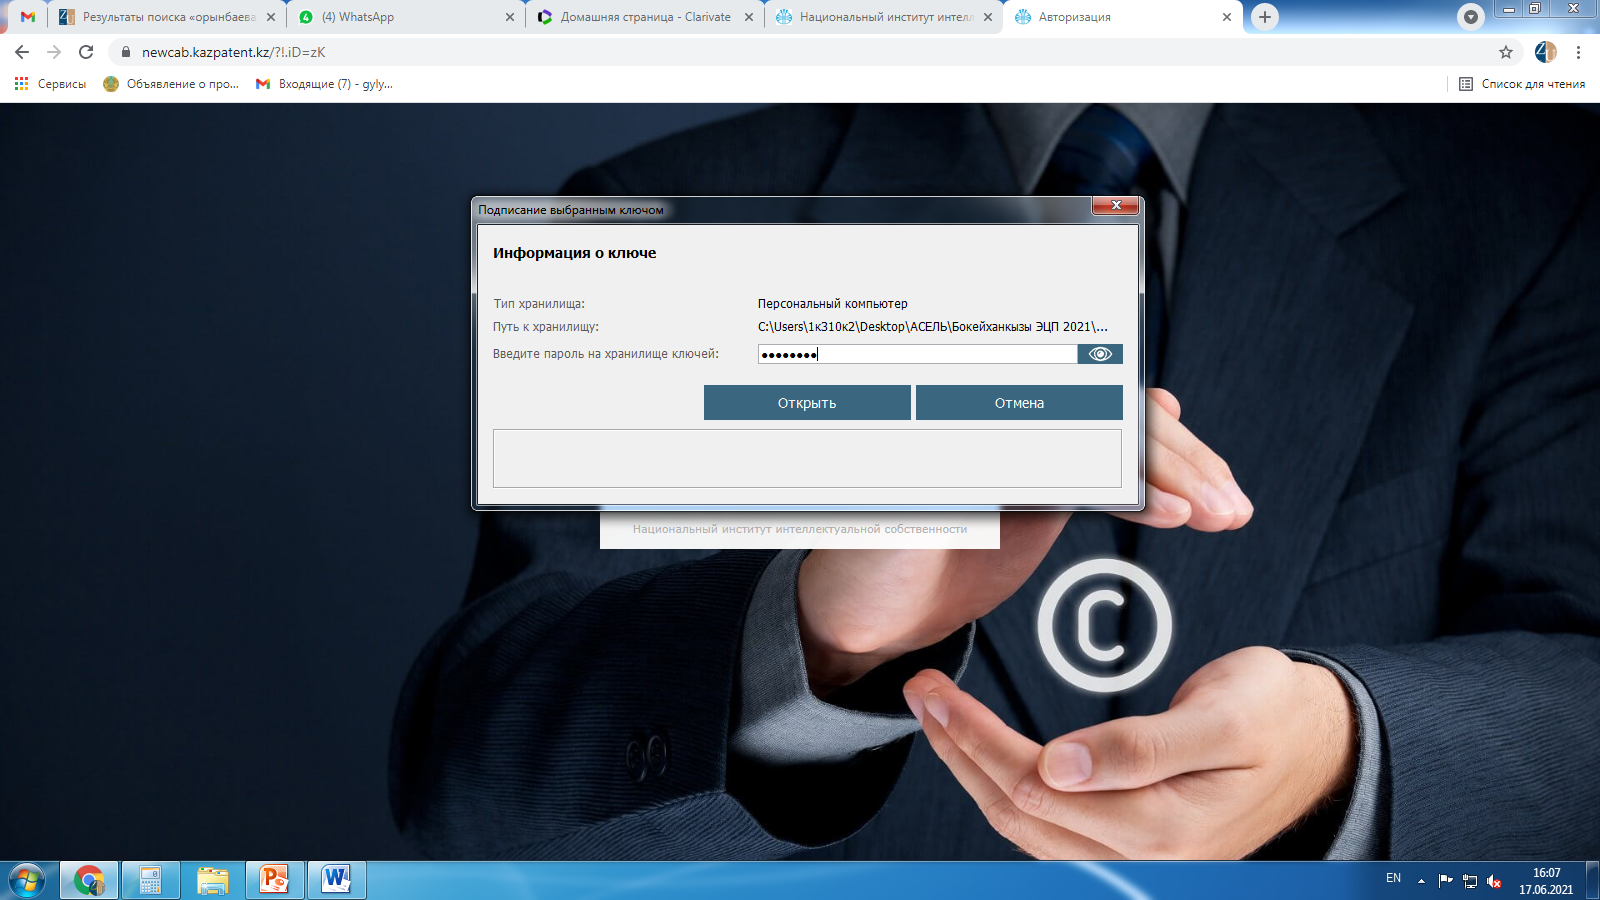 Результаты поиска «орынбаева
(4) WhatsApp
Домашняя страница - Clarivate
Национальный институт интелл
Авторизация
newcab.kazpatent.kz/?!.iD=zK
Сервисы
Объявление о про...
Входящие (7) - gyly...
Список для чтения
Подписание выбранным ключом
Информация о ключе
Тип хранилища:
Персональный компьютер
Путь к хранилищу:
C:\Users\1к310к2\Desktop\АСЕЛЬ\Бокейханкызы ЭЦП 2021\...
Введите пароль на хранилище ключей:
Открыть
Отмена
Национальный институт интеллектуальной собственности
EN
16:07
17.06.2021